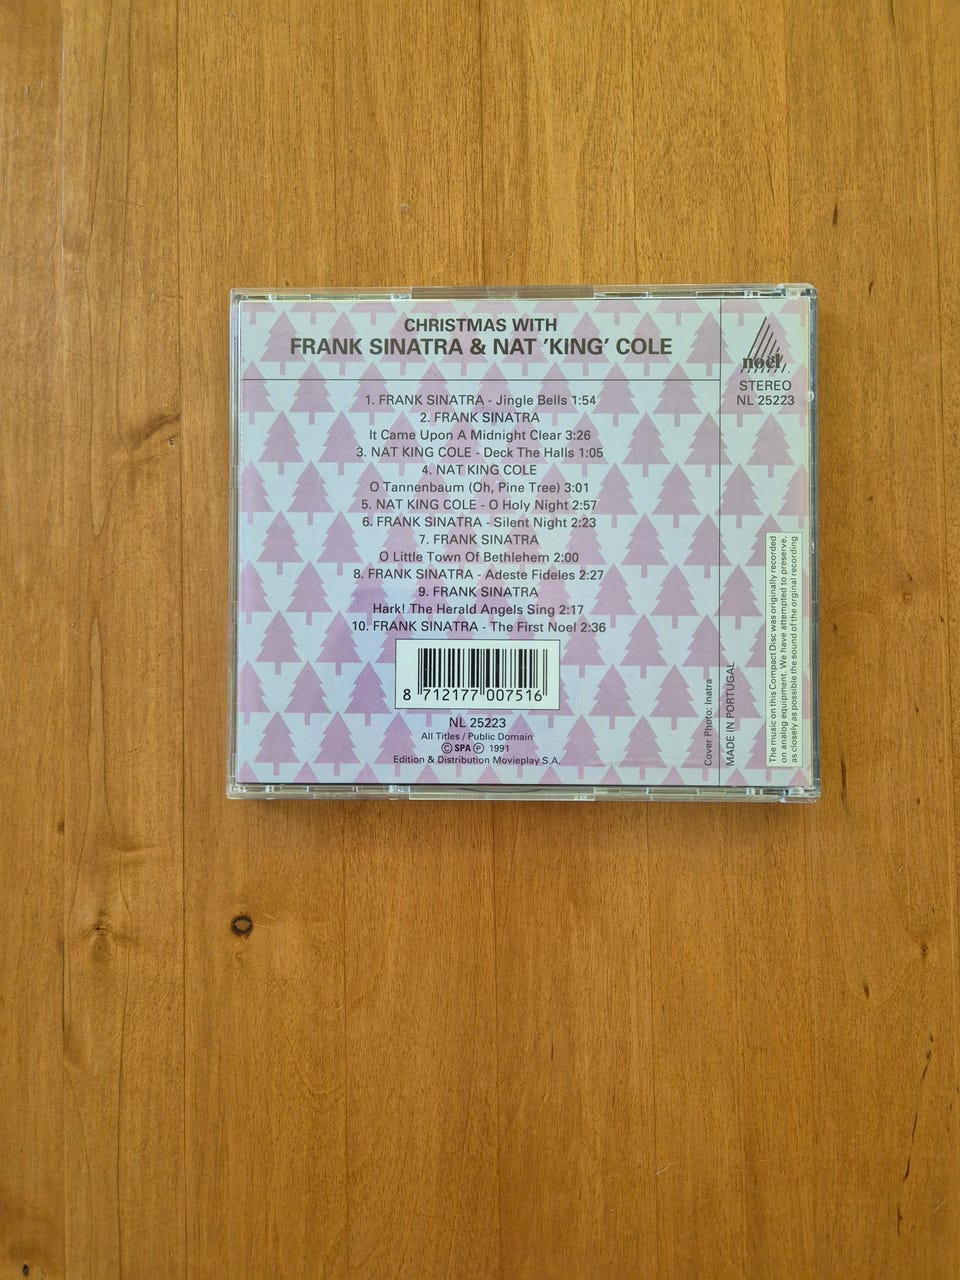 CHRISTMAS WITH
FRANK SINATRA & NAT 'KING' COLE
1. FRANK SINATRA - Jingle Bells 1:54
2. FRANK SINATRA
It Came Upon A Midnight Clear 3:26
3. NAT KING COLE - Deck The Halls 1:05
4. NAT KING COLE
O Tannenbaum (Oh, Pine Tree) 3:01
5. NAT KING COLE - O Holy Night 2:57
6. FRANK SINATRA - Silent Night 2:23
7. FRANK SINATRA
O Little Town Of Bethlehem 2:00
8. FRANK SINATRA - Adeste Fideles 2:27
9. FRANK SINATRA
Hark! The Herald Angels Sing 2:17
10. FRANK SINATRA - The First Noel 2:36
8 712177 007516
NL 25223
All Titles / Public Domain
© SPA ℗ 1991
Edition & Distribution Movieplay S.A.
Cover Photo: Inatra
noël
STEREO
NL 25223
MADE IN PORTUGAL
The music on this Compact Disc was originally recorded
on analog equipment. We have attempted to preserve,
as closely as possible the sound of the orginal recording